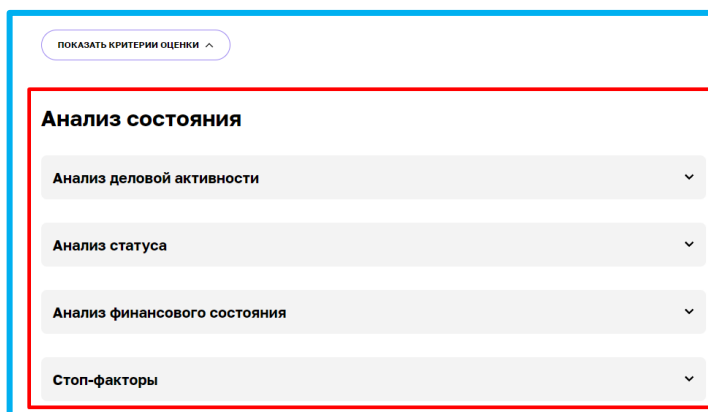 ПОКАЗАТЬ КРИТЕРИИ ОЦЕНКИ
Анализ состояния
Анализ деловой активности
Анализ статуса
Анализ финансового состояния
Стоп-факторы